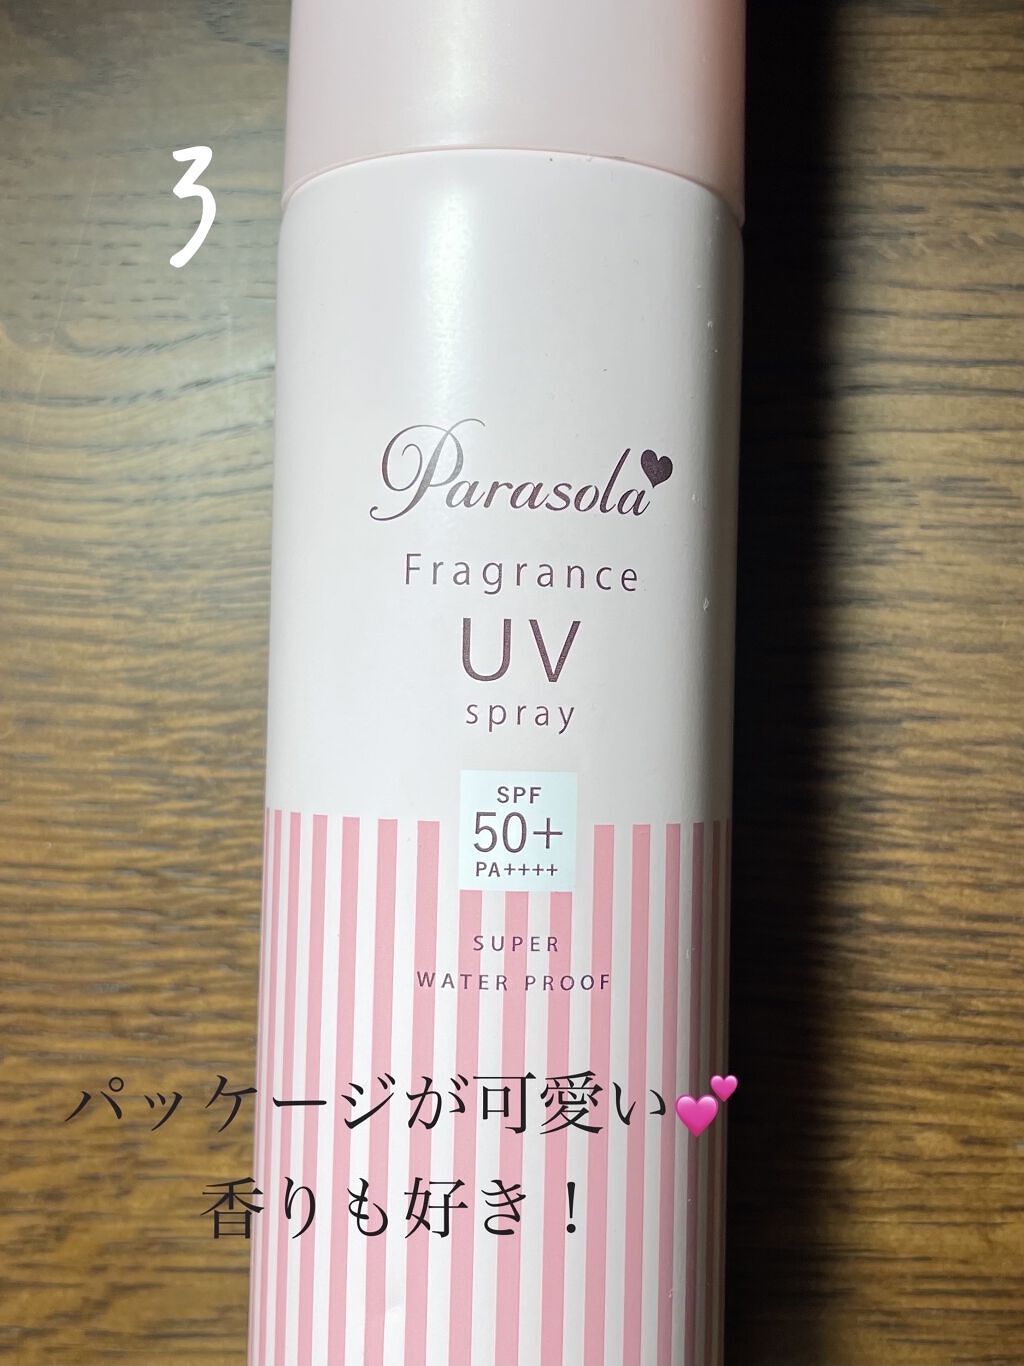 3
Parasola
Fragrance
UV
spray
SPF
50+
PA++++
SUPER
WATER PROOF
パッケージが可愛い💕
香りも好き！